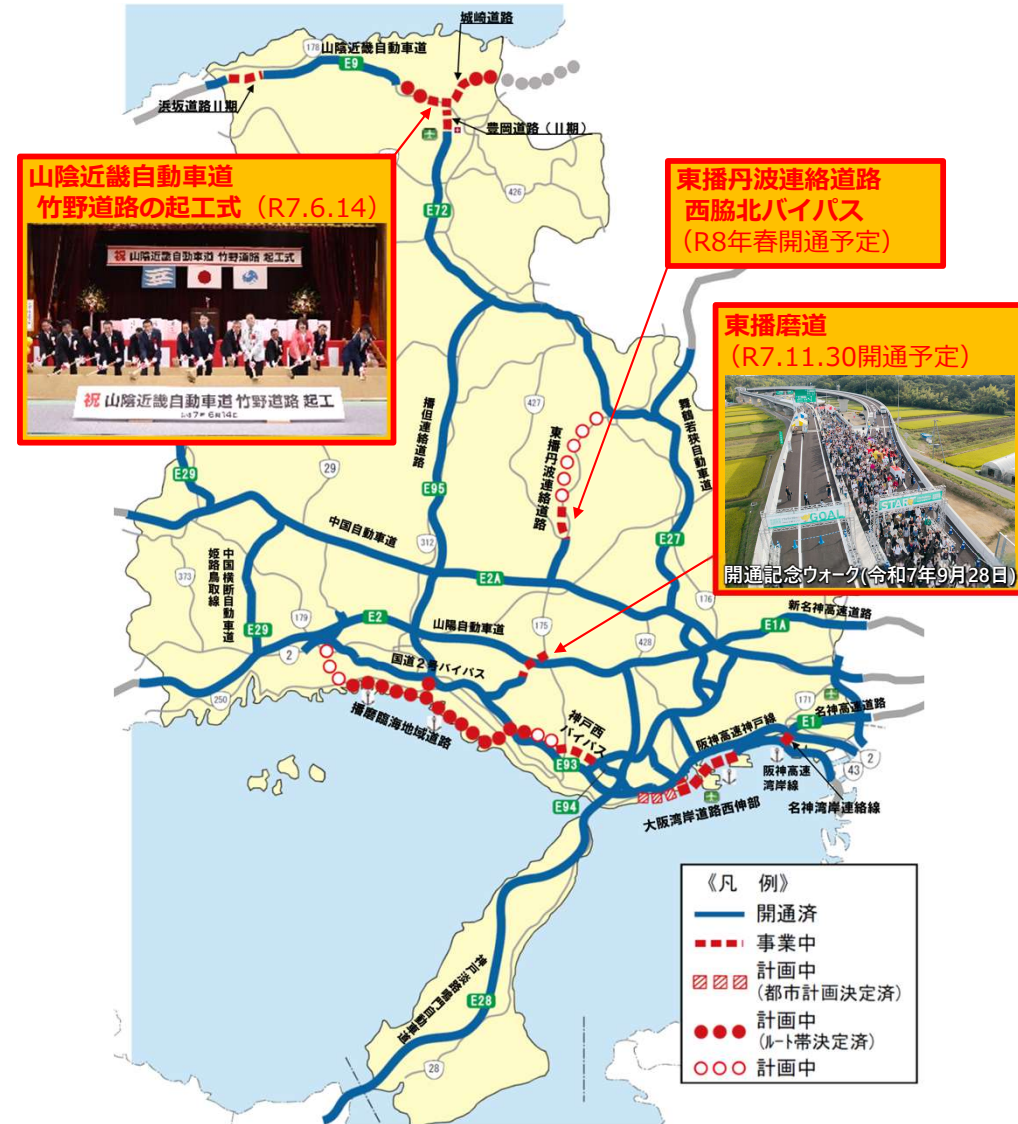 城崎道路
178
山陰近畿自動車道
E9
浜坂道路Ⅱ期
豊岡道路(Ⅱ期)
山陰近畿自動車道
竹野道路の起工式(R7.6.14)
祝 山陰近畿自動車道 竹野道路 起工式
祝 山陰近畿自動車道 竹野道路 起工
令和7年6月14日
426
E72
東播丹波連絡道路
西脇北バイパス
(R8年春開通予定)
東播磨道
(R7.11.30開通予定)
GOAL
START
開通記念ウォーク(令和7年9月28日)
427
播但連絡道路
東播丹波連絡道路
舞鶴若狭自動車道
E29
29
E95
中国自動車道
312
E27
中国横断自動車道
姫路鳥取線
373
E2A
176
新名神高速道路
E1A
179
E2
山陽自動車道
175
428
E29
2
国道2号バイパス
250
播磨臨海地域道路
神戸西
バイパス
E93
阪神高速神戸線
171
名神高速道路
E1
2
43
阪神高速
湾岸線
名神湾岸連絡線
E94
大阪湾岸道路西伸部
神戸淡路鳴門自動車道
E28
28
《凡 例》
開通済
事業中
計画中
(都市計画決定済)
計画中
(ルート帯決定済)
計画中